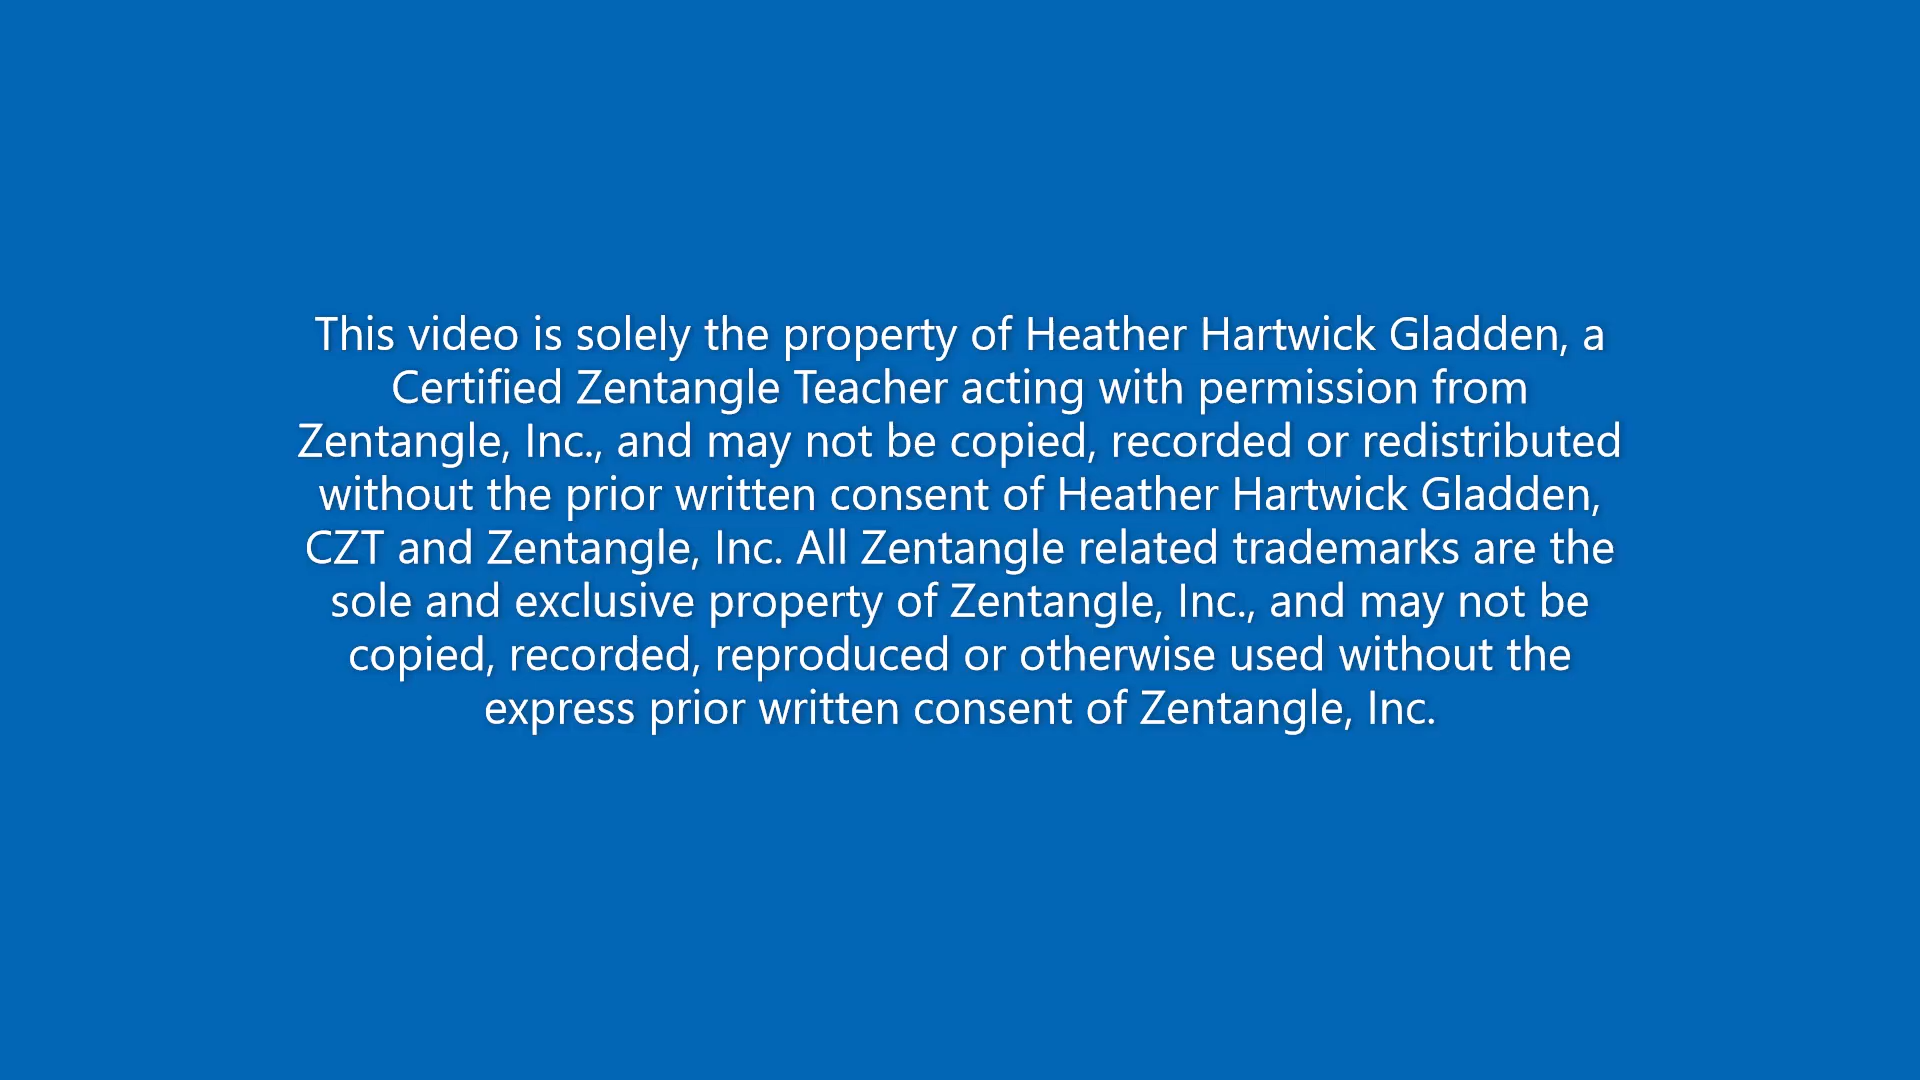 This video is solely the property of Heather Hartwick Gladden, a
Certified Zentangle Teacher acting with permission from
Zentangle, Inc., and may not be copied, recorded or redistributed
without the prior written consent of Heather Hartwick Gladden,
CZT and Zentangle, Inc. All Zentangle related trademarks are the
sole and exclusive property of Zentangle, Inc., and may not be
copied, recorded, reproduced or otherwise used without the
express prior written consent of Zentangle, Inc.